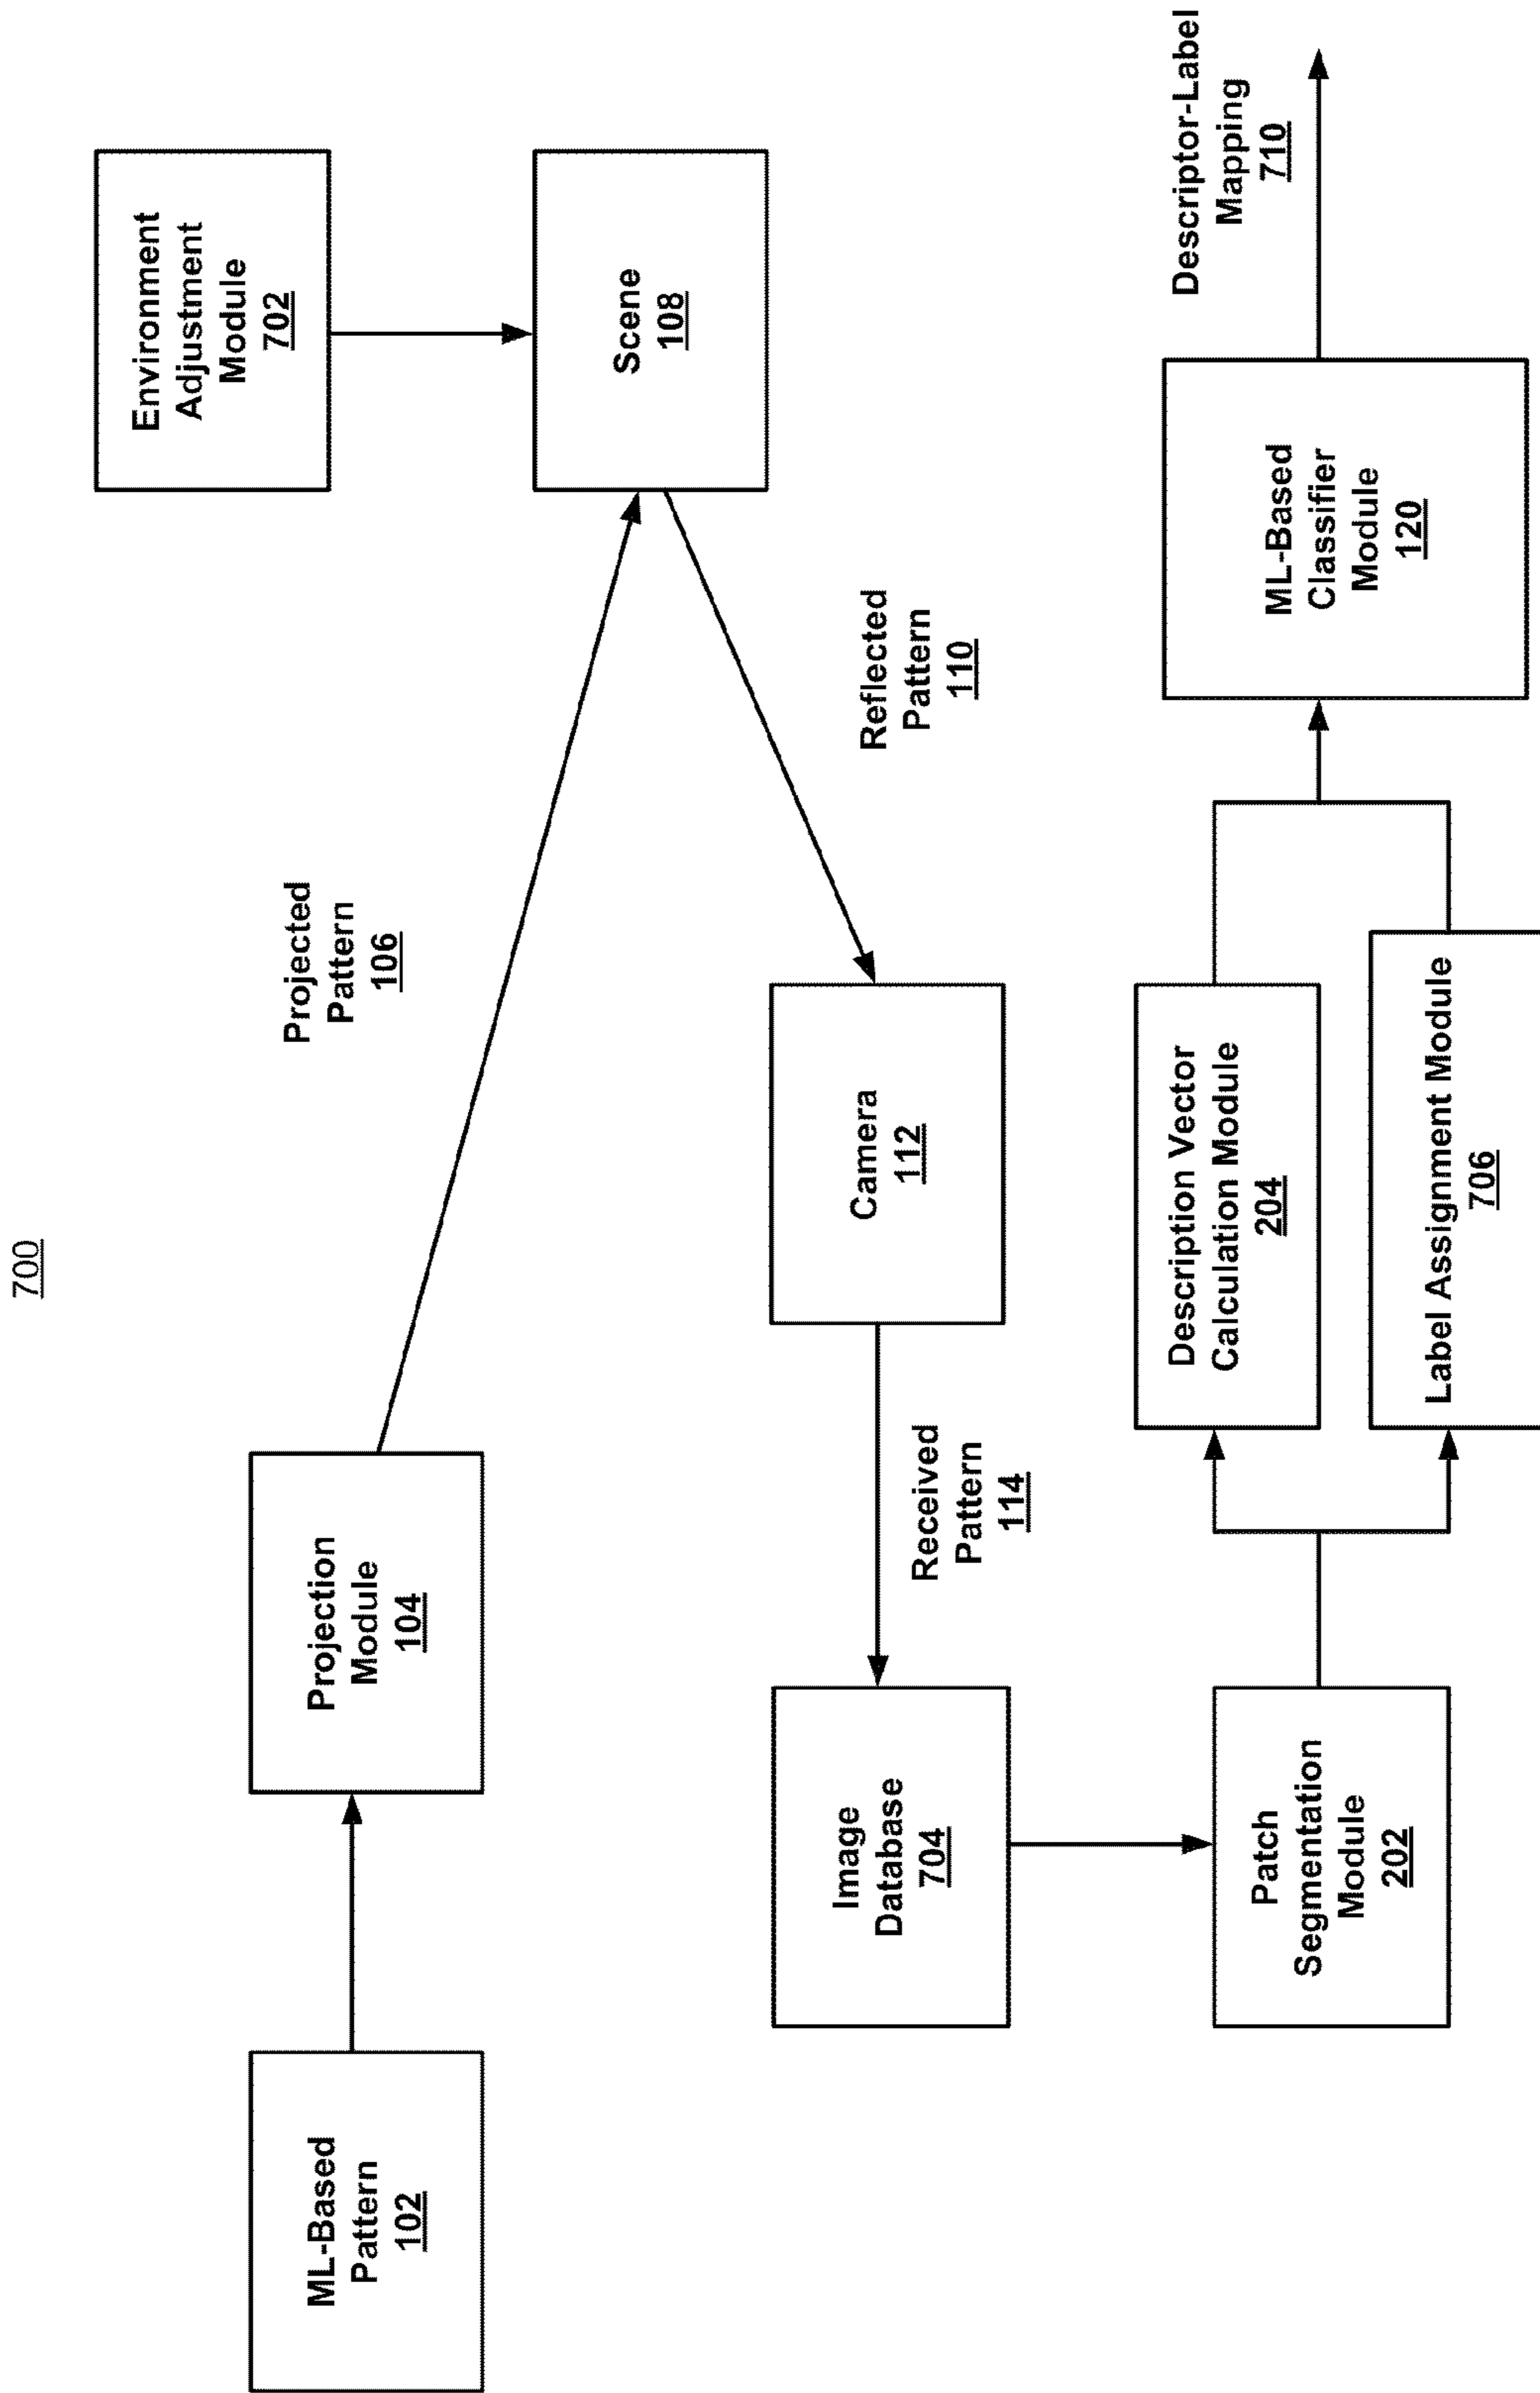 700
ML-Based
Pattern
102
Projection
Module
104
Projected
Pattern
106
Environment
Adjustment
Module
702
Scene
108
Reflected
Pattern
110
Camera
112
Received
Pattern
114
Image
Database
704
Patch
Segmentation
Module
202
Description Vector
Calculation Module
204
Label Assignment Module
706
ML-Based
Classifier
Module
120
Descriptor-Label
Mapping
710